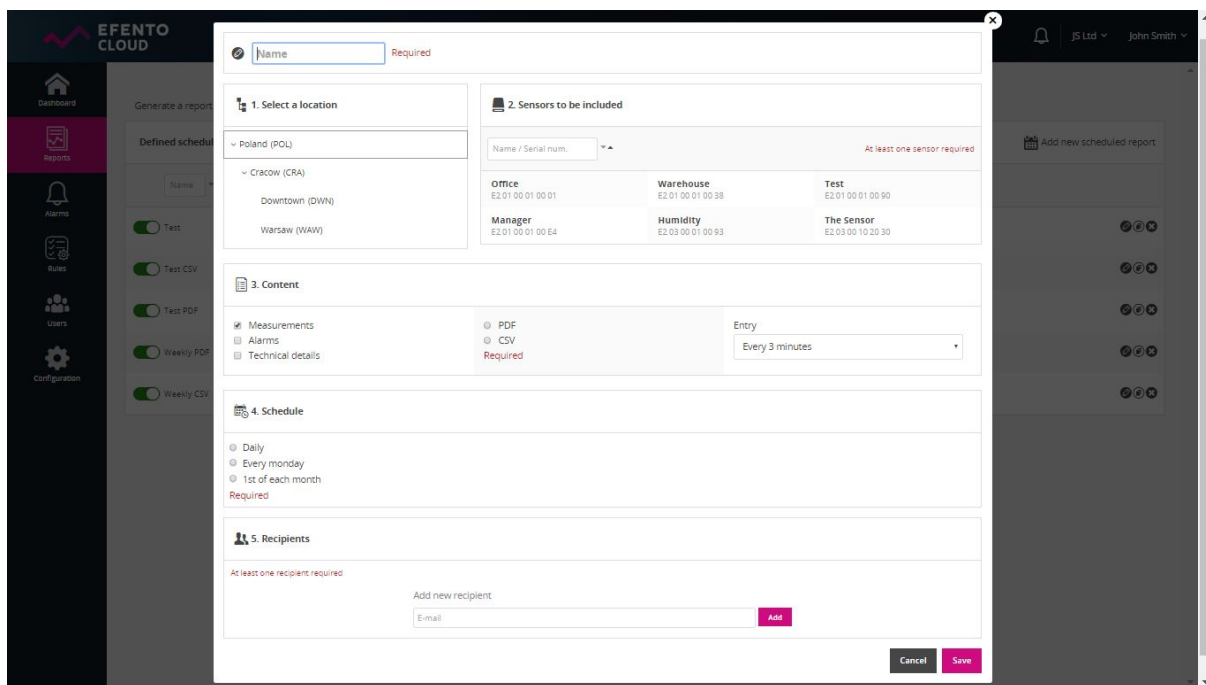 EFENTO
CLOUD
JS Ltd
John Smith
Dashboard
Reports
Alarms
Rules
Users
Configuration
Generate a report
Defined schedul
Add new scheduled report
Name
Test
Test CSV
Test PDF
Weekly PDF
Weekly CSV
Name
Required
1. Select a location
Poland (POL)
Cracow (CRA)
Downtown (DWN)
Warsaw (WAW)
2. Sensors to be included
Name / Serial num.
At least one sensor required
Office
E2 01 00 01 00 01
Warehouse
E2 01 00 01 00 38
Test
E2 01 00 01 00 90
Manager
E2 01 00 01 00 E4
Humidity
E2 03 00 01 00 93
The Sensor
E2 03 00 10 20 30
3. Content
Measurements
Alarms
Technical details
PDF
CSV
Required
Entry
Every 3 minutes
4. Schedule
Daily
Every monday
1st of each month
Required
5. Recipients
At least one recipient required
Add new recipient
E-mail
Add
Cancel
Save